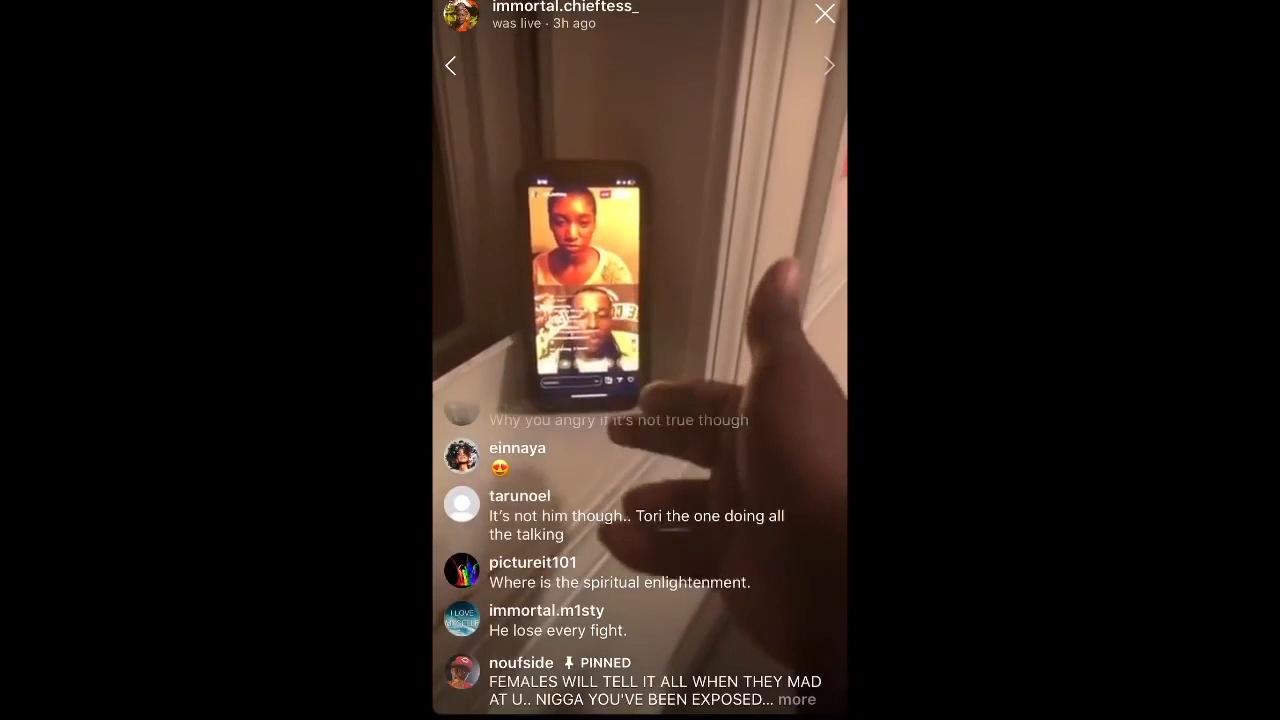 immortal.chieftess_
was live · 3h ago
Why you angry if it's not true though
einnaya
😍
tarunoel
It's not him though.. Tori the one doing all
the talking
pictureit101
Where is the spiritual enlightenment.
immortal.m1sty
I LOVE
MYSELF
He lose every fight.
noufside PINNED
FEMALES WILL TELL IT ALL WHEN THEY MAD
AT U.. NIGGA YOU'VE BEEN EXPOSED... more